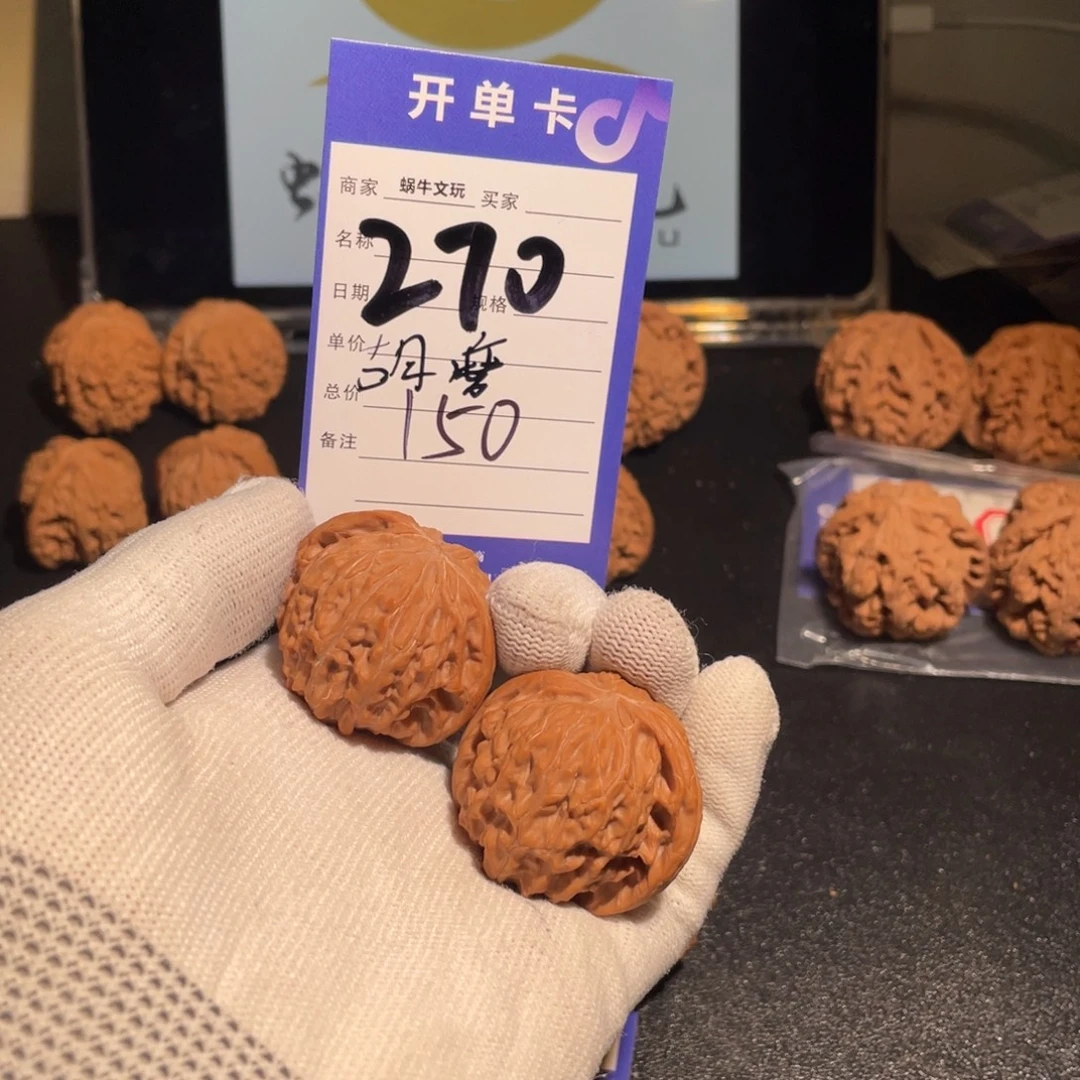 开单卡
商家 蜗牛文玩 买家
名称
270
日期 规格
单价
胡磨
总价
150
备注